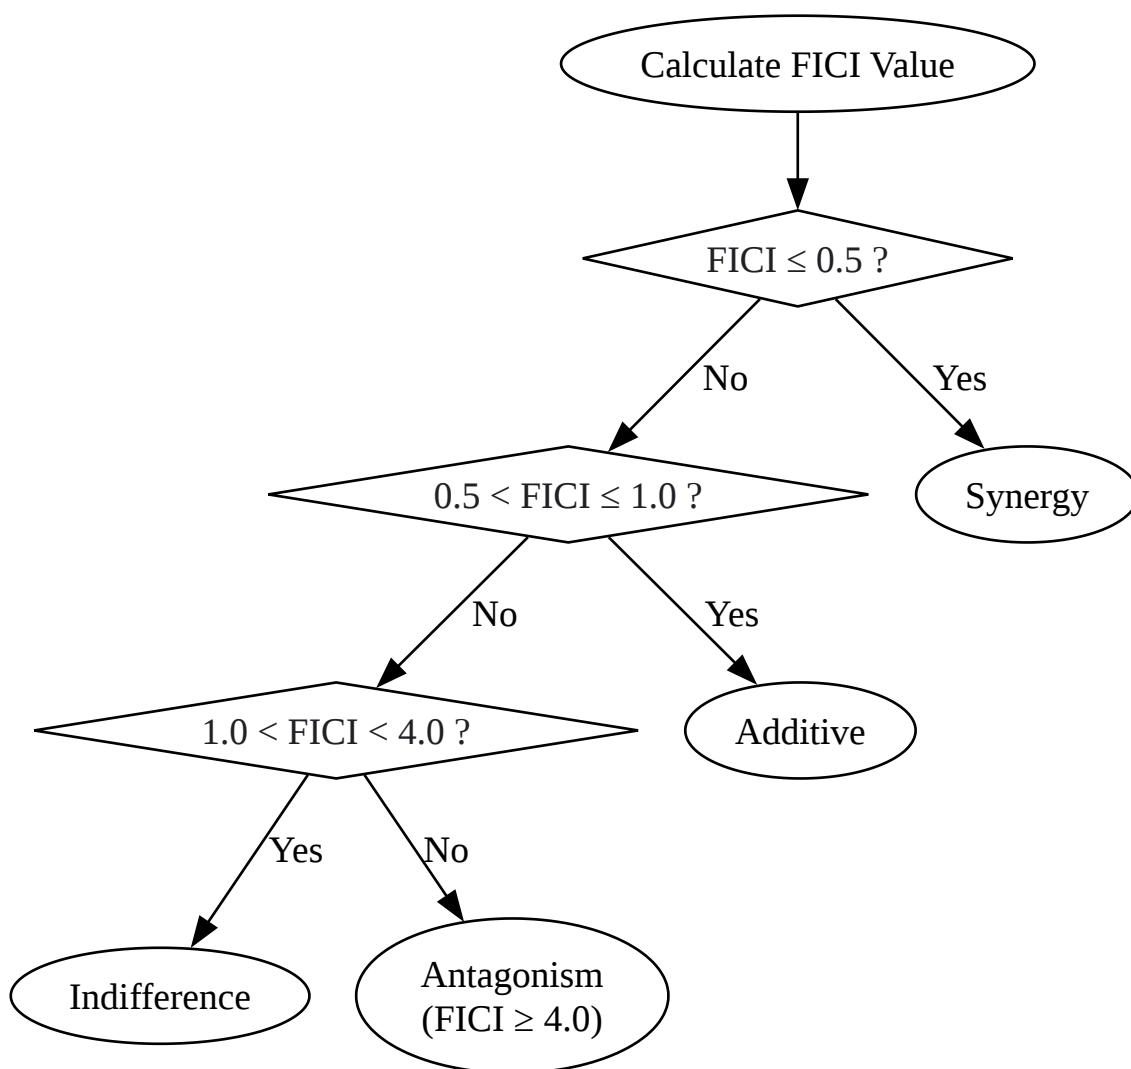 Calculate FICI Value
FICI ≤ 0.5 ?
No
Yes
0.5 < FICI ≤ 1.0 ?
Synergy
No
Yes
1.0 < FICI < 4.0 ?
Additive
Yes
No
Indifference
Antagonism
(FICI ≥ 4.0)